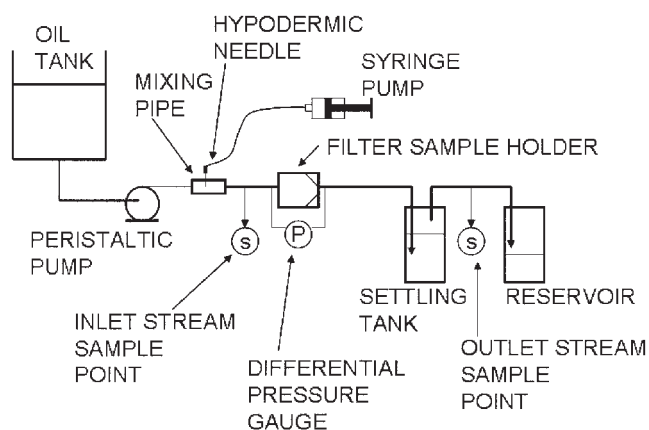 OIL
TANK
HYPODERMIC
NEEDLE
MIXING
PIPE
SYRINGE
PUMP
FILTER SAMPLE HOLDER
PERISTALTIC
PUMP
S
P
S
SETTLING
TANK
RESERVOIR
INLET STREAM
SAMPLE
POINT
DIFFERENTIAL
PRESSURE
GAUGE
OUTLET STREAM
SAMPLE
POINT